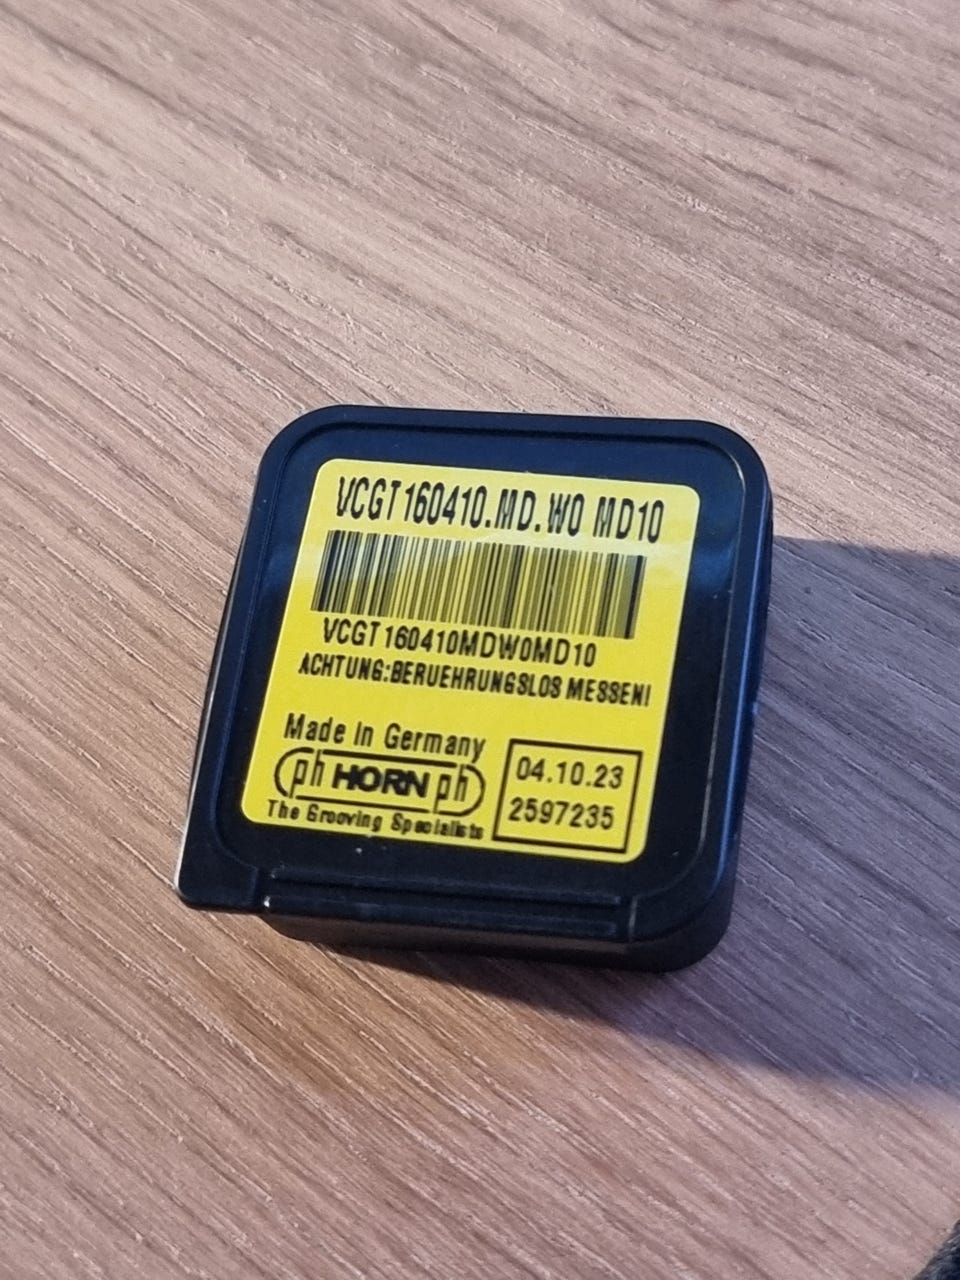 VCGT160410.MD.W0 MD10
VCGT160410MDW0MD10
ACHTUNG:BERUEHRUNGSLOS MESSEN!
Made in Germany
ph HORN ph
The Grooving Specialists
04.10.23
2597235